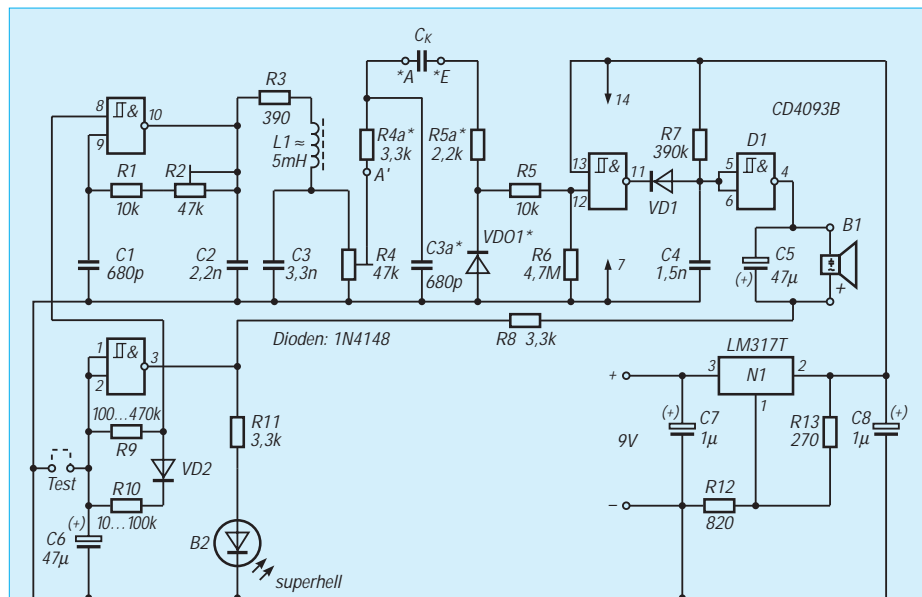 CK
*A
*E
8
9
10
⎍&
R3
390
L1 ≈
5mH
R4a*
3,3k
A'
R5a*
2,2k
14
CD4093B
R7
390k
D1
13
12
⎍&
11
VD1
5
6
⎍&
4
B1
R1
10k
R2
47k
R5
10k
VDO1*
R6
4,7M
C1
680p
C2
2,2n
C3
3,3n
R4
47k
C3a*
680p
7
C4
1,5n
C5
47µ
(+)
+
Dioden: 1N4148
R8 3,3k
1
2
⎍&
3
LM317T
+
3
N1
2
1
100...470k
R9
R11
3,3k
(+)
C7
1µ
R13
270
C8
1µ
(+)
9V
Test
VD2
R10
10...100k
–
R12
820
(+)
C6
47µ
B2
superhell